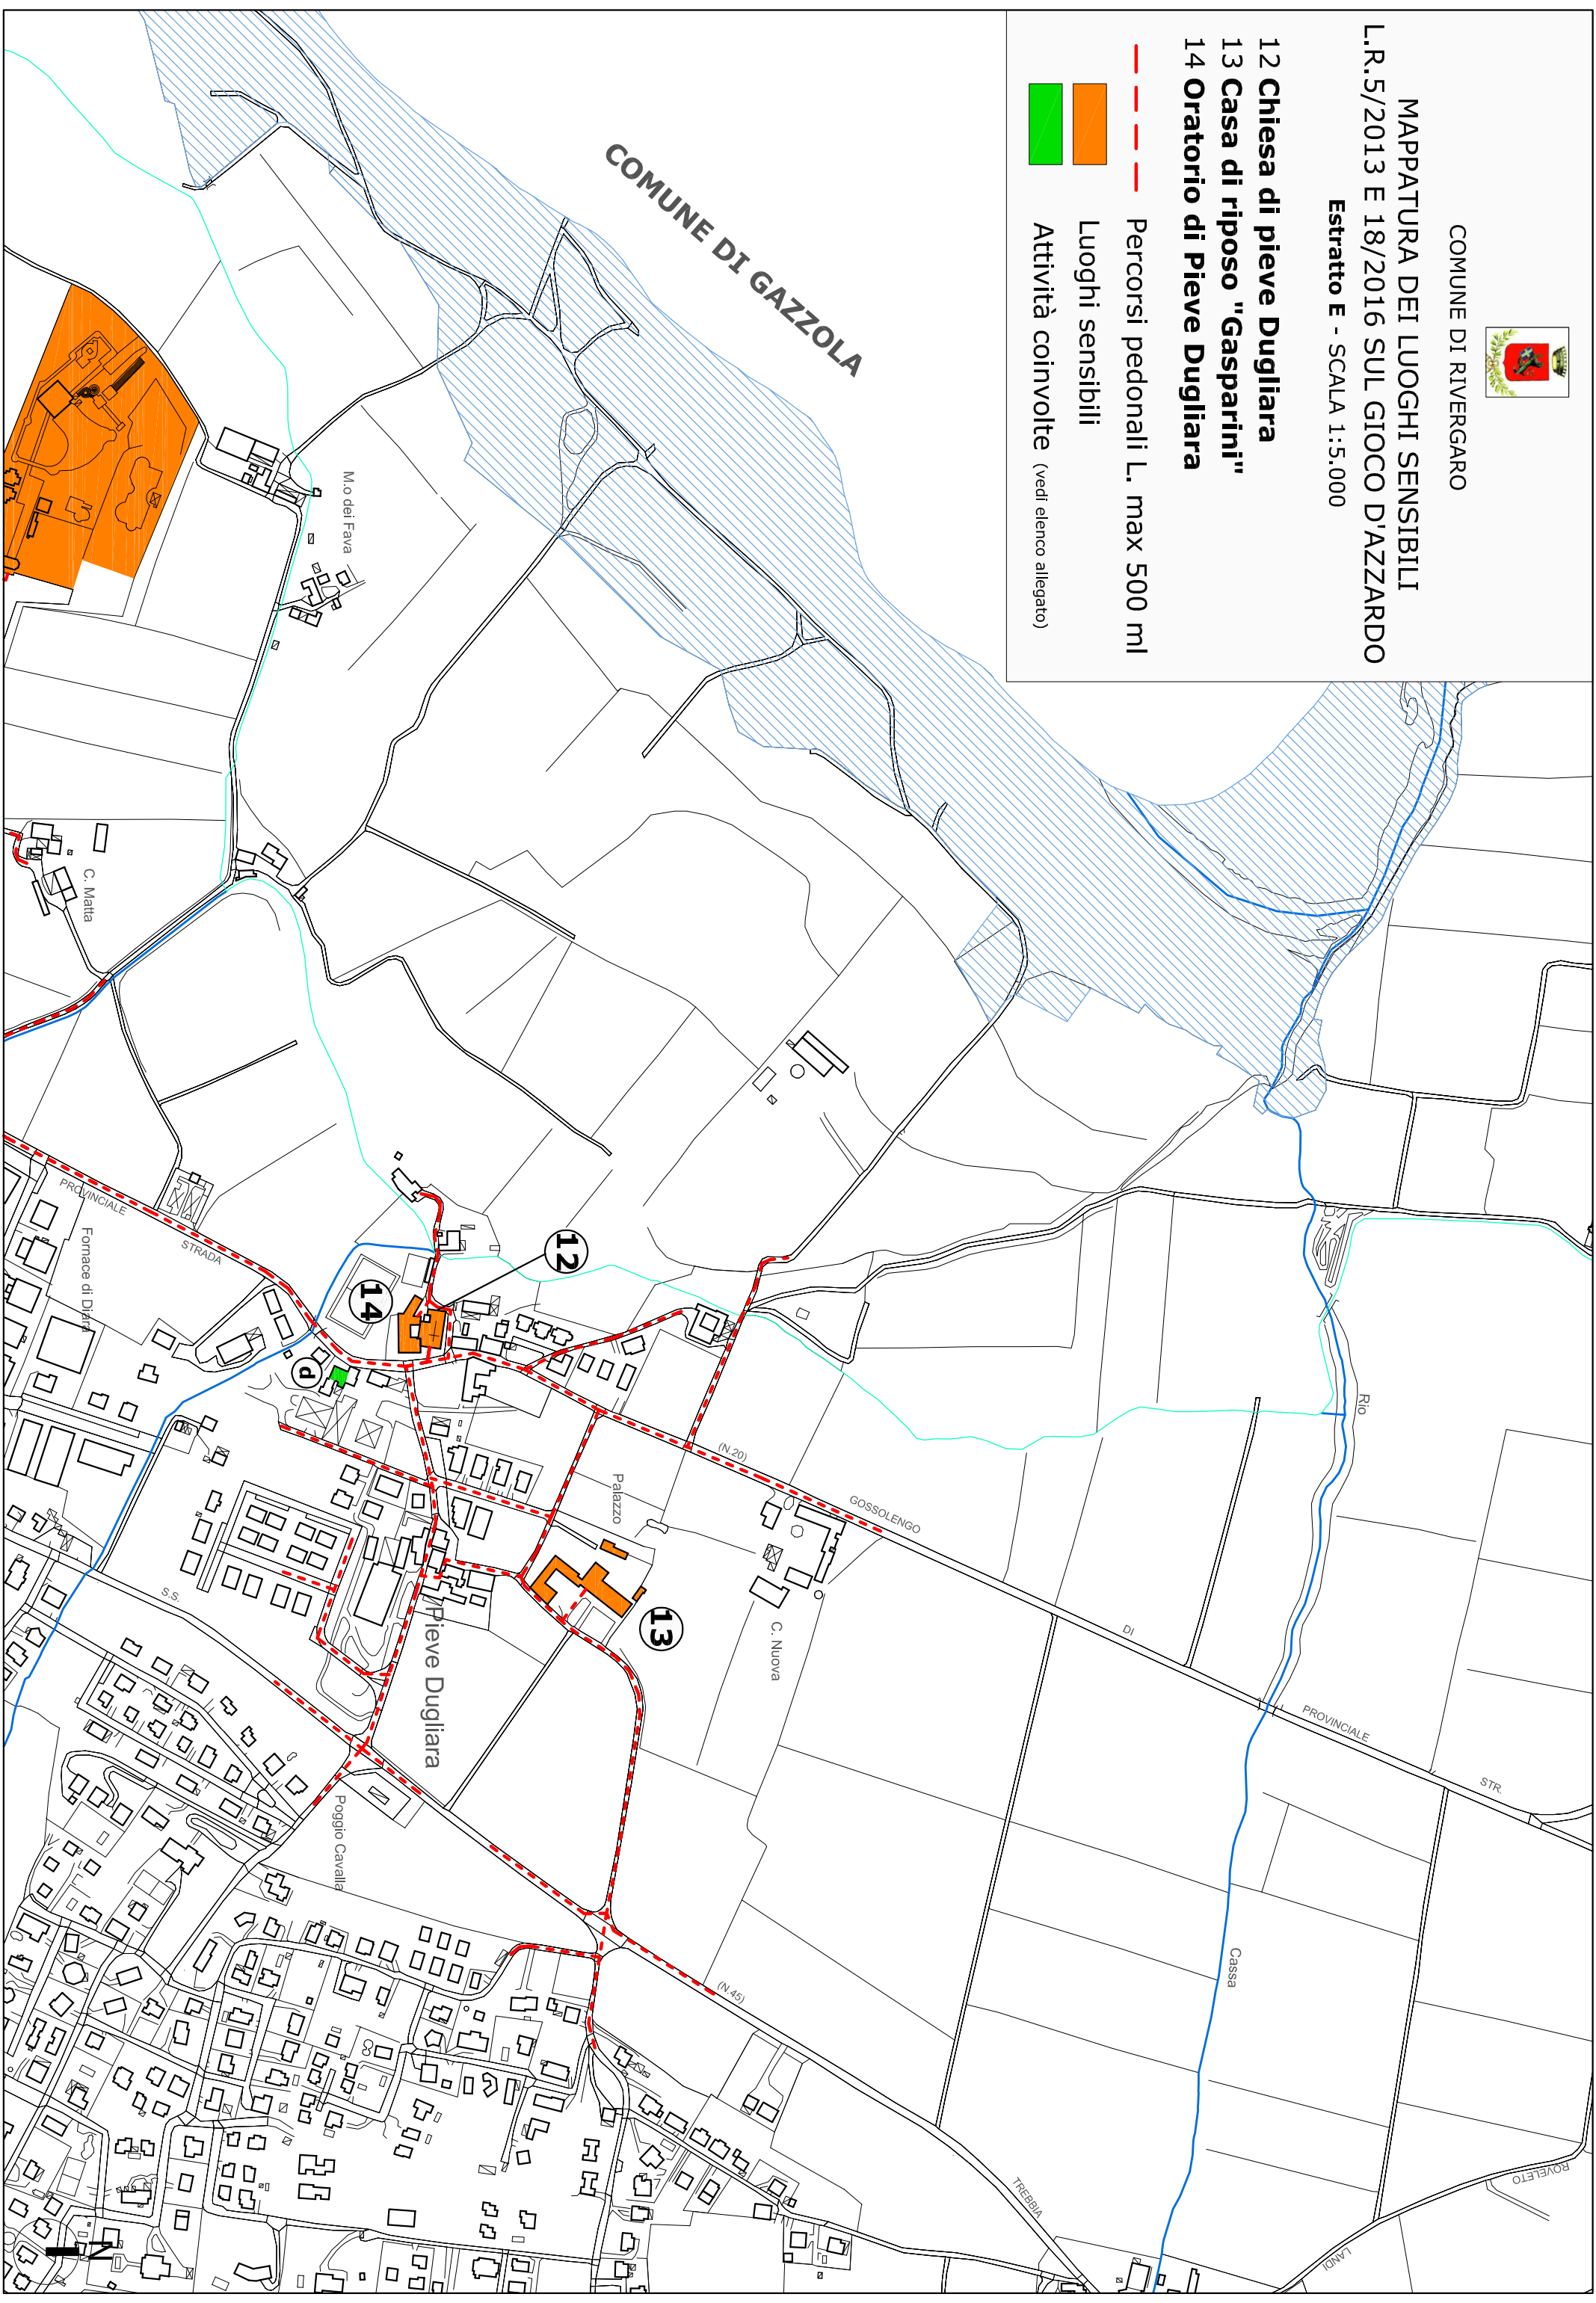 COMUNE DI RIVERGARO
MAPPATURA DEI LUOGHI SENSIBILI
L.R.5/2013 E 18/2016 SUL GIOCO D'AZZARDO
Estratto E - SCALA 1:5.000
12 Chiesa di pieve Dugliara
13 Casa di riposo "Gasparini"
14 Oratorio di Pieve Dugliara
Percorsi pedonali L. max 500 ml
Luoghi sensibili
Attività coinvolte (vedi elenco allegato)
COMUNE DI GAZZOLA
M.o dei Fava
C. Matta
12
14
d
13
PROVINCIALE
STRADA
Fornace di Diara
(N.20)
GOSSOLENGO
Palazzo
C. Nuova
DI
PROVINCIALE
STR.
Rio
Cassa
S.S.
Pieve Dugliara
Poggio Cavalla
(N.45)
TREBBIA
ROVELETO
LANDI
N